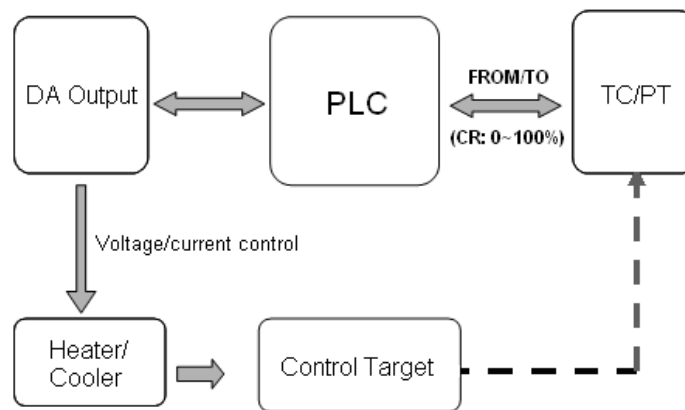 DA Output
PLC
FROM/TO
(CR: 0~100%)
TC/PT
Voltage/current control
Heater/
Cooler
Control Target